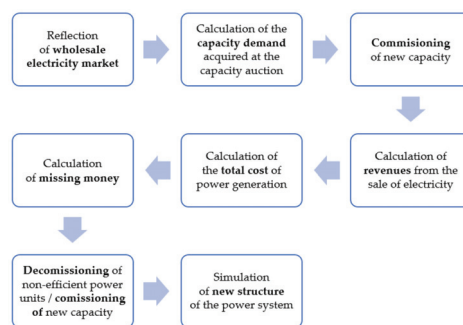 Reflection
of wholesale
electricity market
Calculation of the
capacity demand
acquired at the
capacity auction
Commisioning
of new capacity
Calculation
of missing money
Calculation of
the total cost of
power generation
Calculation of
revenues from the
sale of electricity
Decomissioning of
non-efficient power
units / comissioning
of new capacity
Simulation
of new structure
of the power system